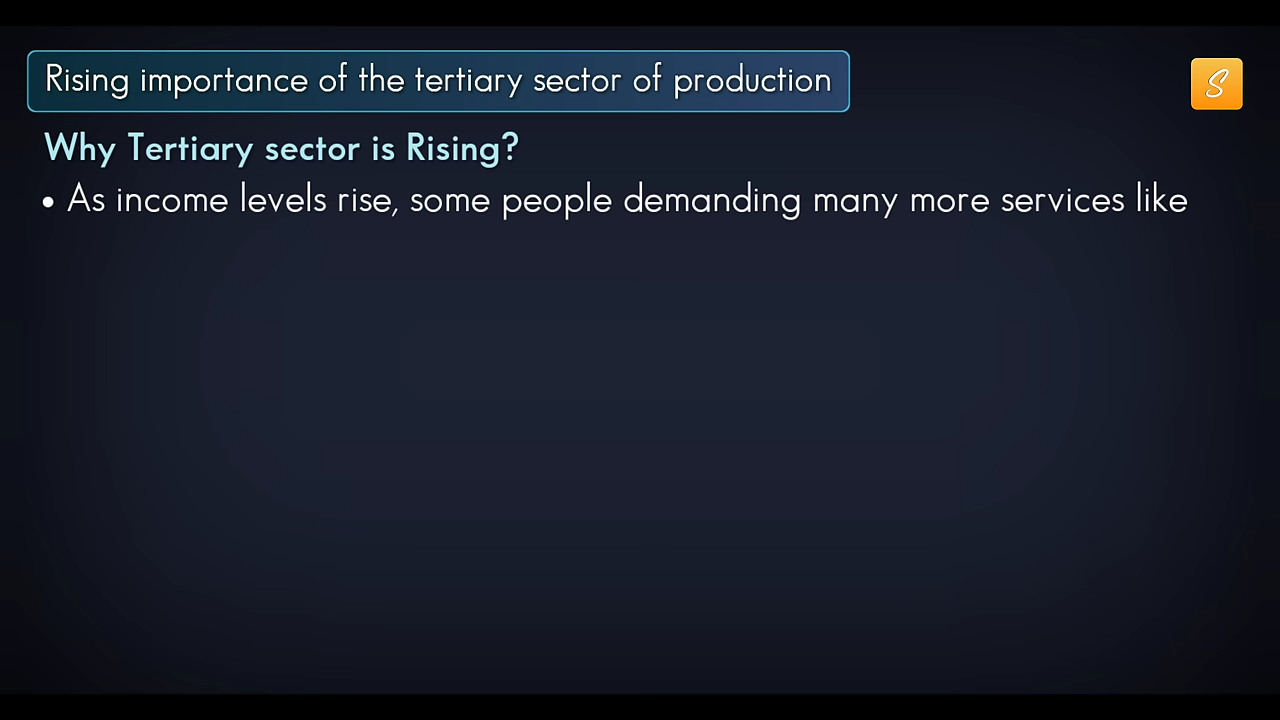 Rising importance of the tertiary sector of production
S
Why Tertiary sector is Rising?
• As income levels rise, some people demanding many more services like